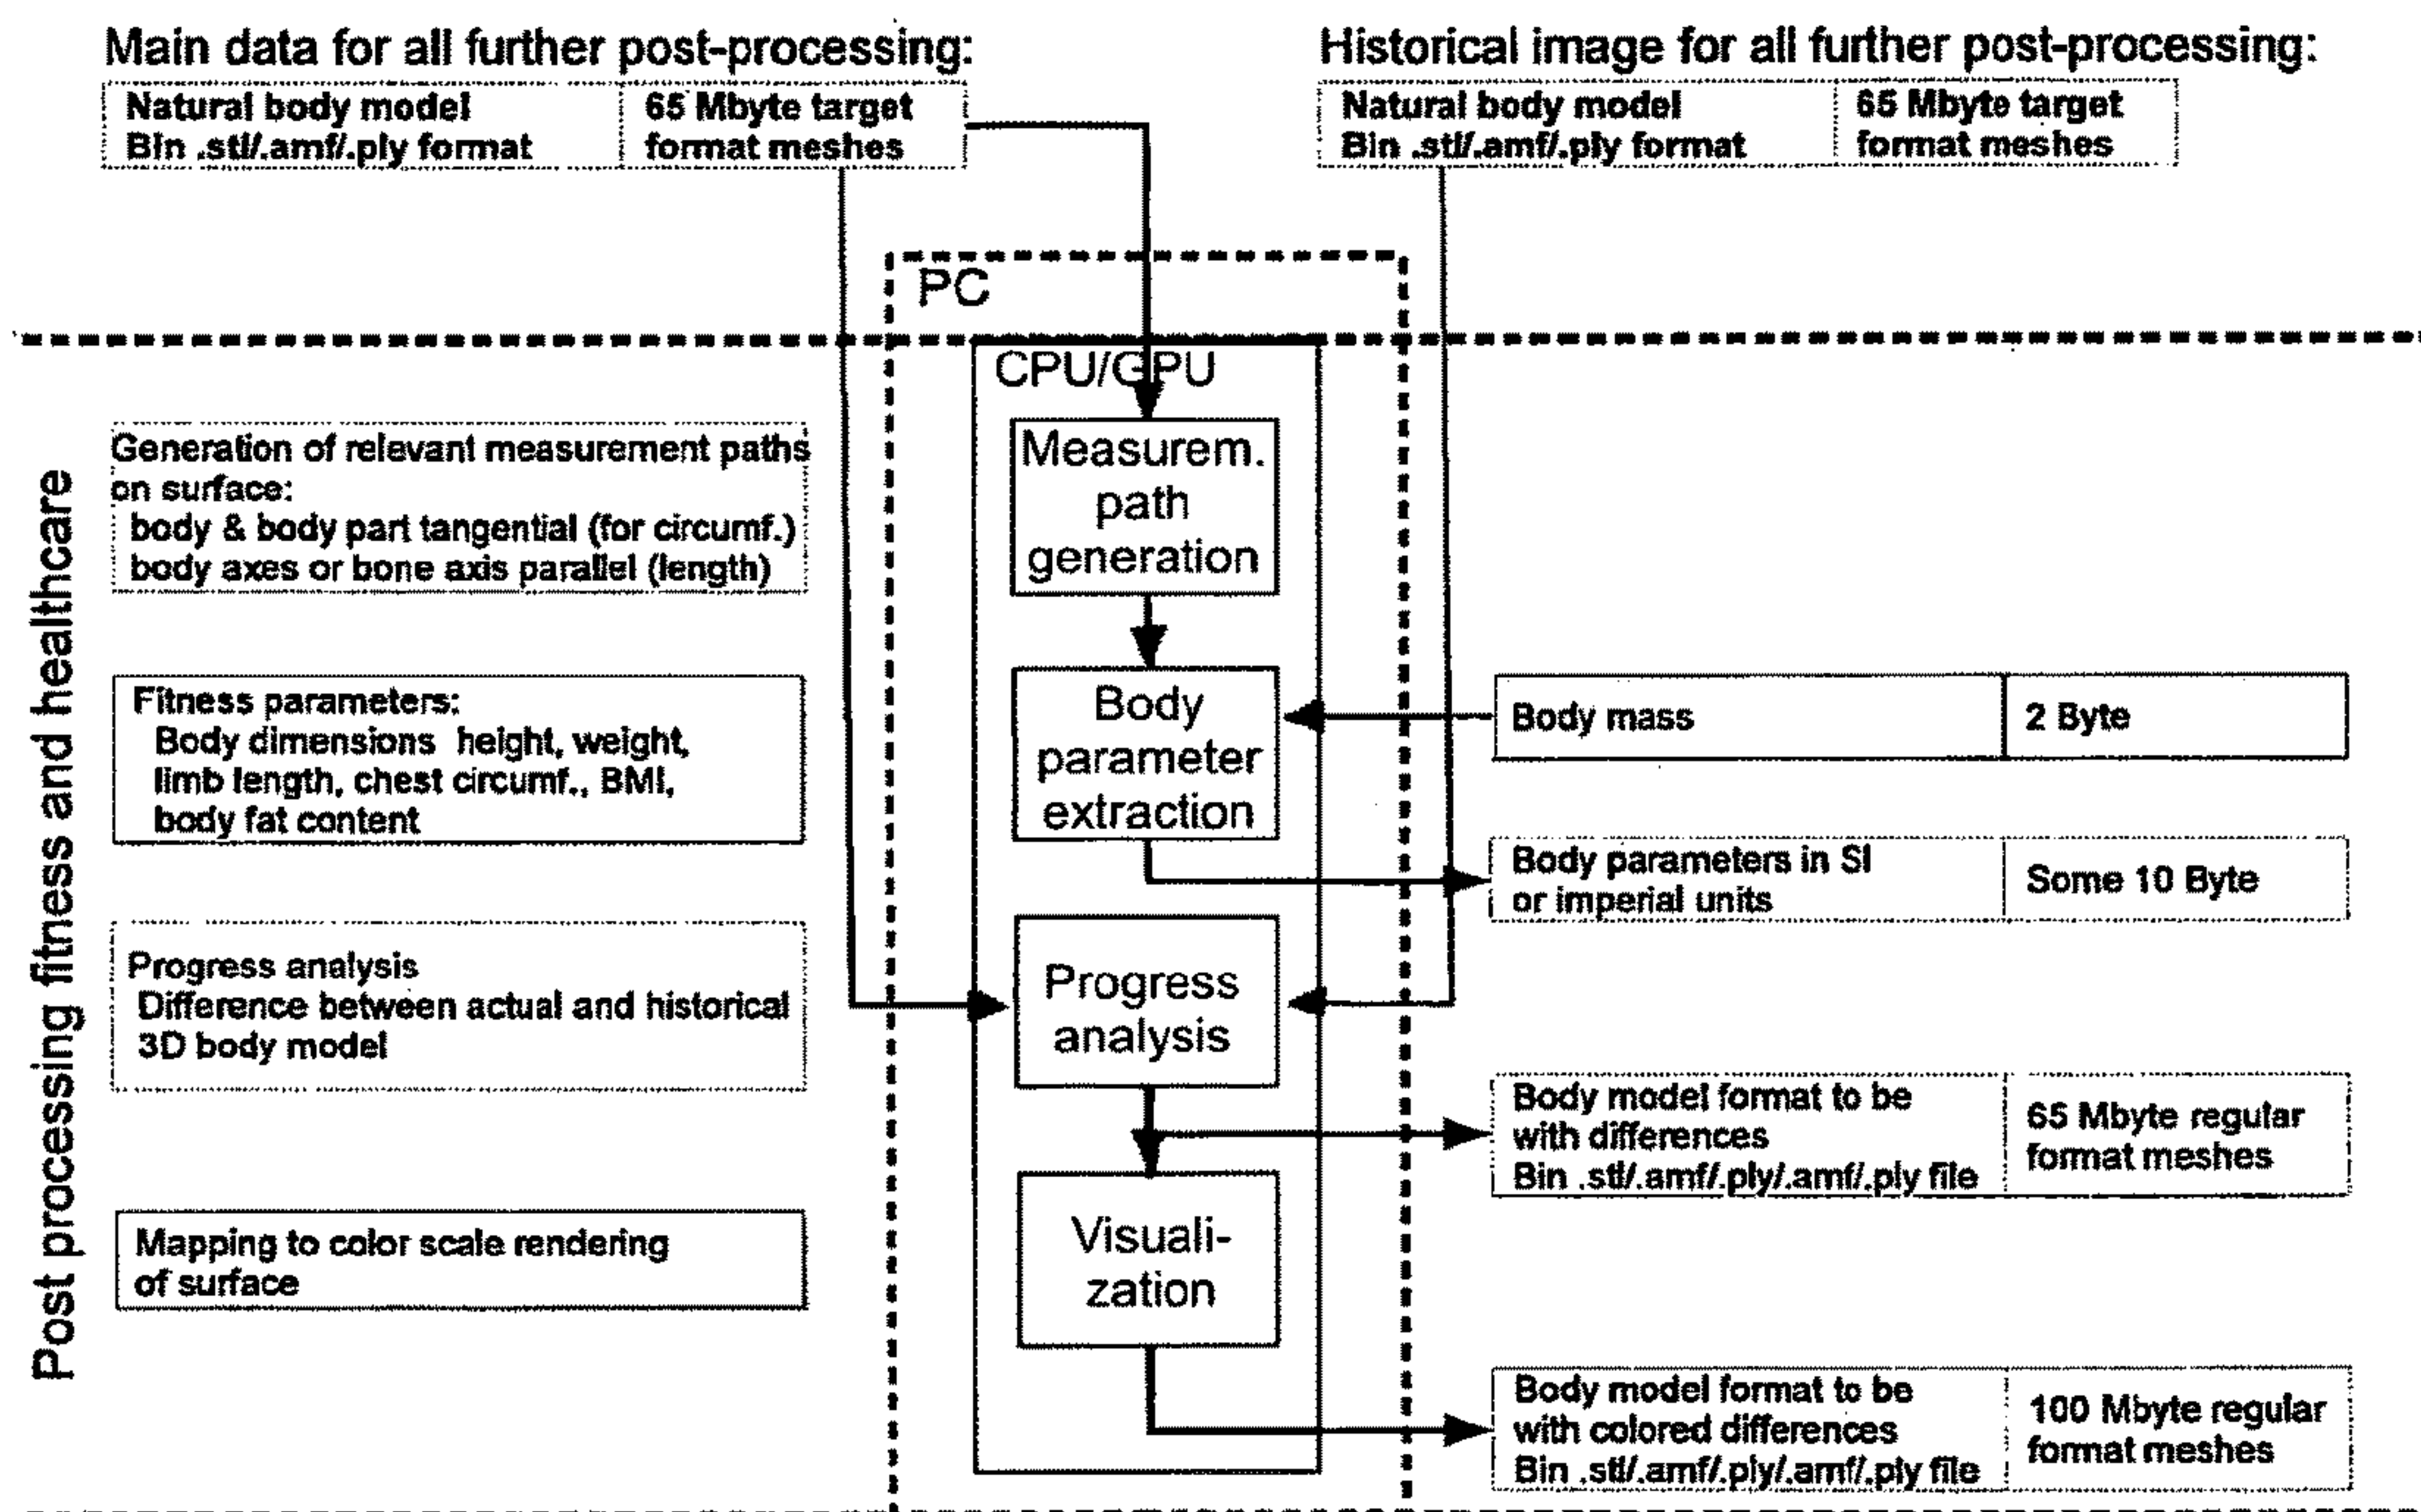 Main data for all further post-processing:
Natural body model
Bin .stl/.amf/.ply format
65 Mbyte target
format meshes
Historical image for all further post-processing:
Natural body model
Bin .stl/.amf/.ply format
65 Mbyte target
format meshes
PC
CPU/GPU
Post processing fitness and healthcare
Generation of relevant measurement paths
on surface:
body & body part tangential (for circumf.)
body axes or bone axis parallel (length)
Measurem.
path
generation
Fitness parameters:
Body dimensions height, weight,
limb length, chest circumf., BMI,
body fat content
Body
parameter
extraction
Body mass
2 Byte
Body parameters in SI
or imperial units
Some 10 Byte
Progress analysis
Difference between actual and historical
3D body model
Progress
analysis
Body model format to be
with differences
Bin .stl/.amf/.ply/.amf/.ply file
65 Mbyte regular
format meshes
Mapping to color scale rendering
of surface
Visuali-
zation
Body model format to be
with colored differences
Bin .stl/.amf/.ply/.amf/.ply file
100 Mbyte regular
format meshes